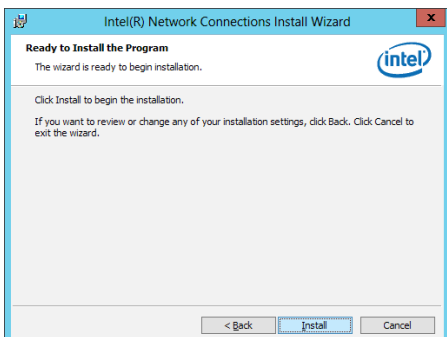 Intel(R) Network Connections Install Wizard
x
Ready to Install the Program
The wizard is ready to begin installation.
intel
Click Install to begin the installation.
If you want to review or change any of your installation settings, click Back. Click Cancel to
exit the wizard.
< Back
Install
Cancel